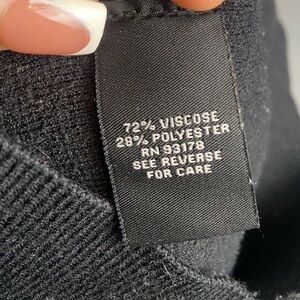 72% VISCOSE
28% POLYESTER
RN 93178
SEE REVERSE
FOR CARE